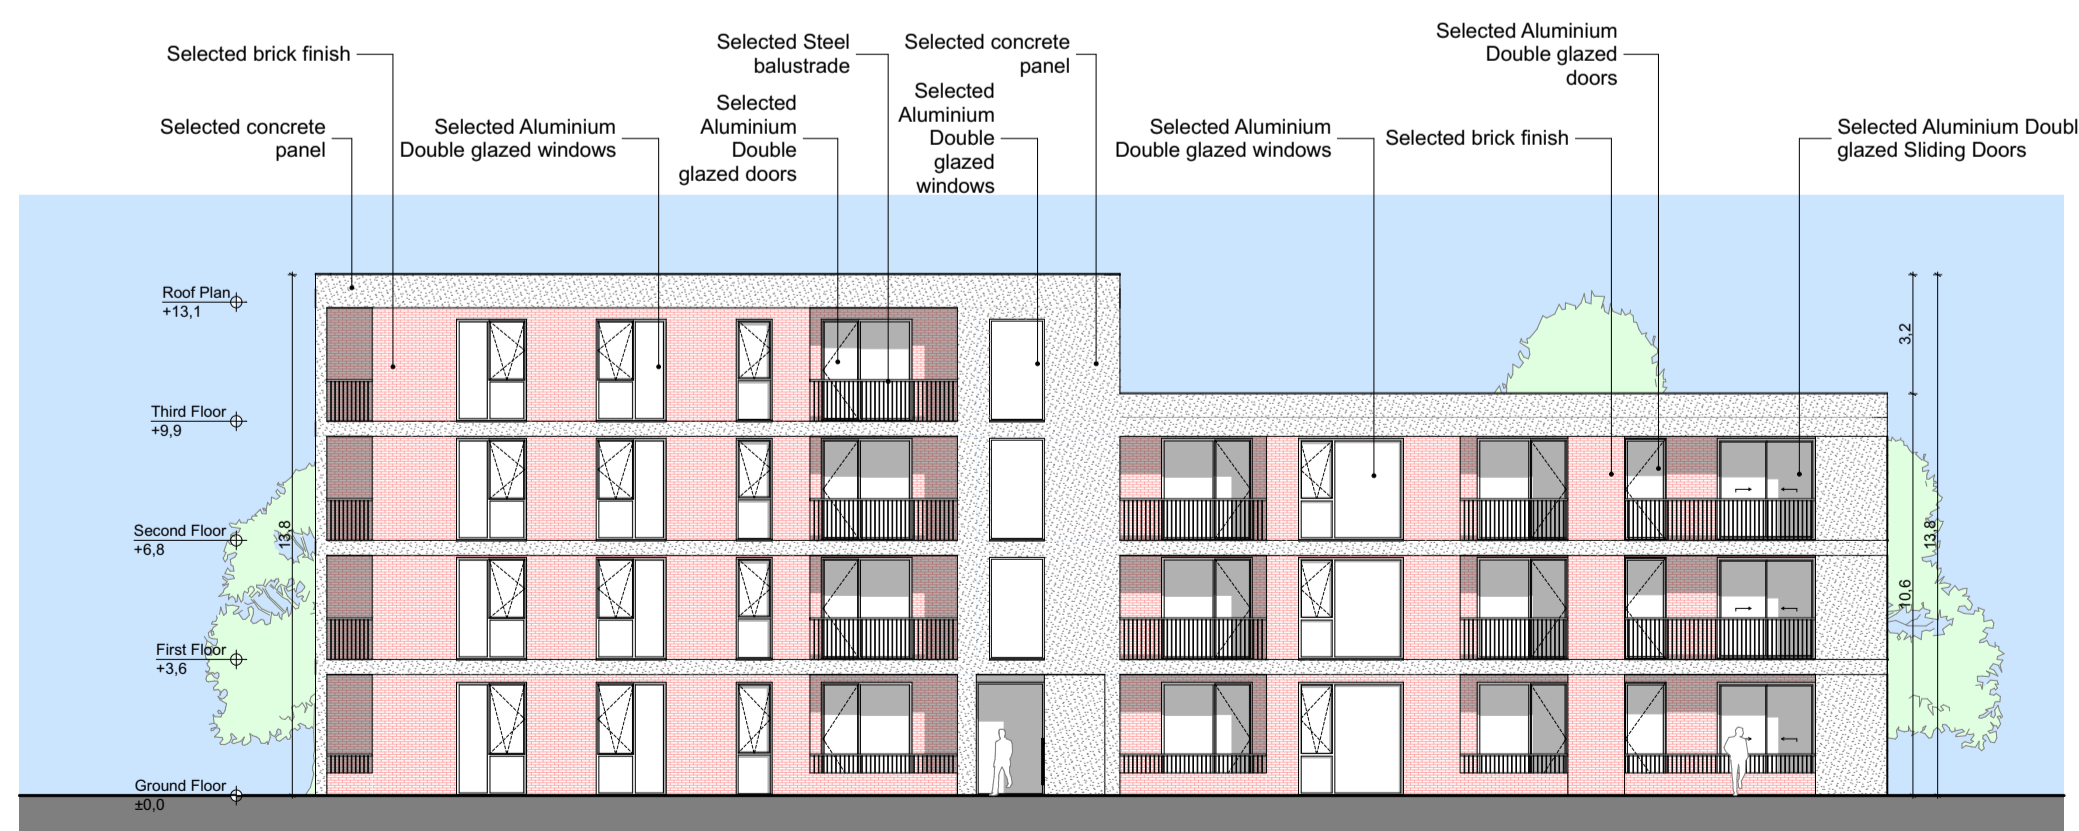 Selected brick finish
Selected concrete
panel
Selected Aluminium
Double glazed windows
Selected Steel
balustrade
Selected
Aluminium
Double
glazed doors
Selected concrete
panel
Selected
Aluminium
Double
glazed
windows
Selected Aluminium
Double glazed windows
Selected brick finish
Selected Aluminium
Double glazed
doors
Selected Aluminium Doubl
glazed Sliding Doors
Roof Plan
+13,1
Third Floor
+9,9
Second Floor
+6,8
First Floor
+3,6
Ground Floor
±0,0
13,8
3,2
13,8
10,6